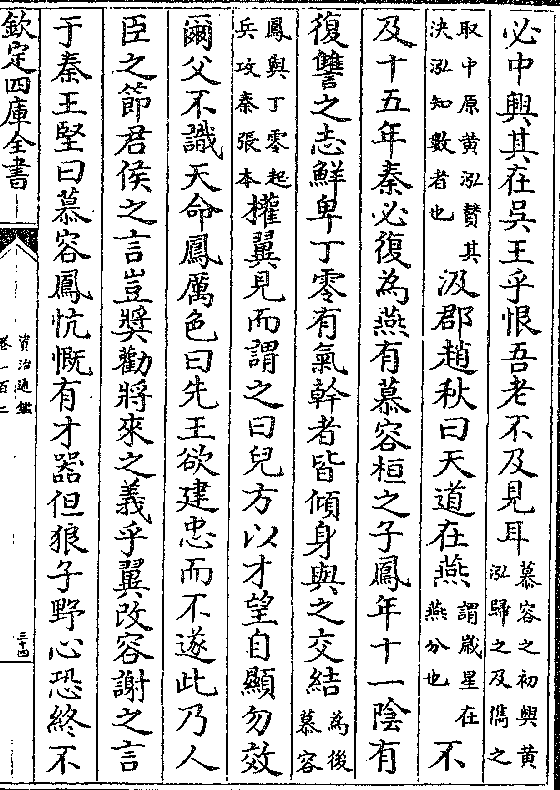 必中興其在吳王乎恨吾老不及見耳慕容之初興黃泓歸之及儁之
取中原黃泓賛其決泓知數者也汲郡趙秋曰天道在燕謂歲星在燕分也不
及十五年秦必復為燕有慕容桓之子鳳年十一陰有
復讐之志鮮卑丁零有氣幹者皆傾身與之交結為後慕容
鳳與丁零起兵攻秦張本權翼見而謂之曰兒方以才望自顯勿效
爾父不識天命鳳厲色曰先王欲建忠而不遂此乃人
臣之節君侯之言豈奬勸將來之義乎翼改容謝之言
于秦王堅曰慕容鳳忼慨有才器但狼子野心恐終不
欽定四庫全書
資治通鑑
卷一百二
三十四